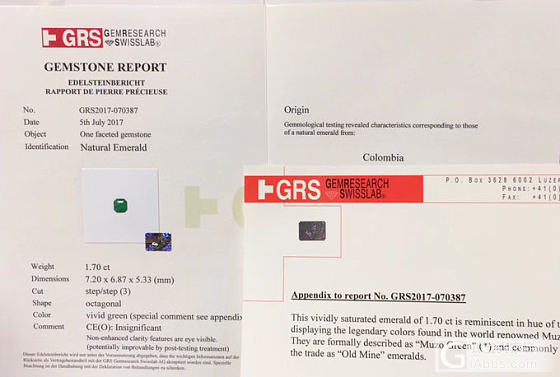 GRS GEMRESEARCH
SWISSLAB®
GEMSTONE REPORT
EDELSTEINBERICHT
RAPPORT DE PIERRE PRÉCIEUSE
No. GRS2017-070387
Date 5th July 2017
Object One faceted gemstone
Identification Natural Emerald
Weight 1.70 ct
Dimensions 7.20 x 6.87 x 5.33 (mm)
Cut step/step (3)
Shape octagonal
Color vivid green (special comment see appendix
Comment CE(O): Insignificant
Non-enhanced clarity features are eye visible.
(potentially improvable by post-testing treatment)
Origin
Gemmological testing revealed characteristics corresponding to those
of a natural emerald from:
Colombia
GRS GEMRESEARCH
SWISSLAB®
P.O. Box 3628 6002 Luzer
Phone: +41(0)
Fax: +41(0)
Appendix to report No. GRS2017-070387
This vividly saturated emerald of 1.70 ct is reminiscent in hue of t
displaying the legendary colors found in the world renowned Muz
They are formally described as "Muzo Green" (*) and commonly
the trade as "Old Mine" emeralds.